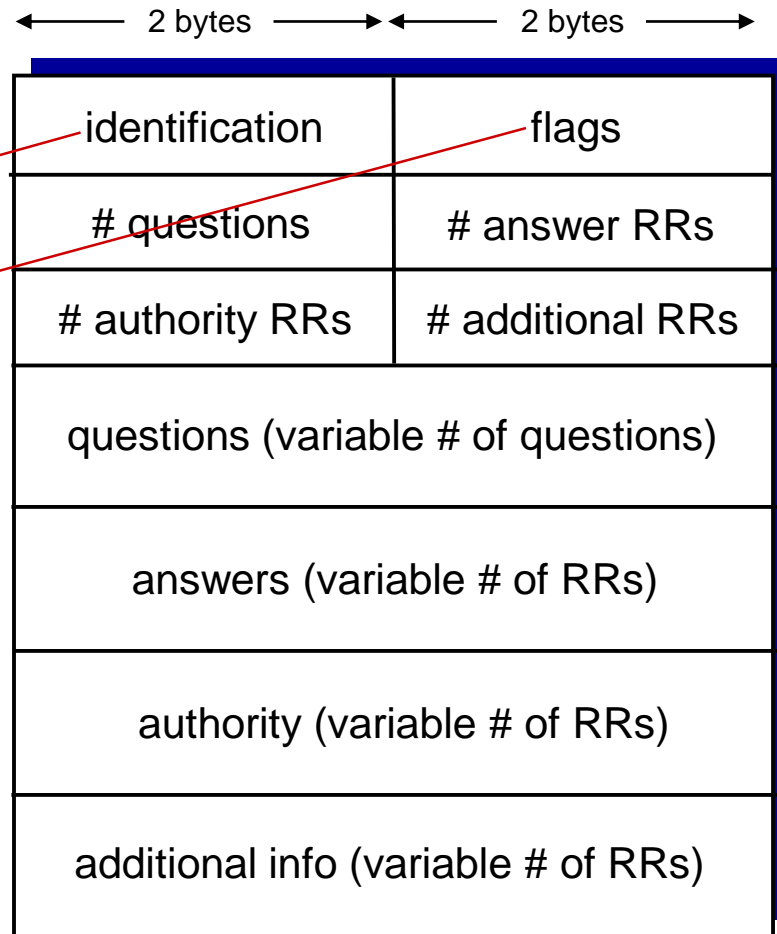 2 bytes 2 bytes
identification flags
# questions # answer RRs
# authority RRs # additional RRs
questions (variable # of questions)
answers (variable # of RRs)
authority (variable # of RRs)
additional info (variable # of RRs)